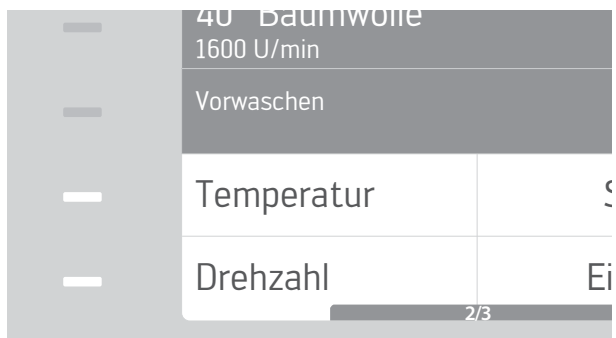 40° Baumwolle
1600 U/min
Vorwaschen
Temperatur
Drehzahl
2/3